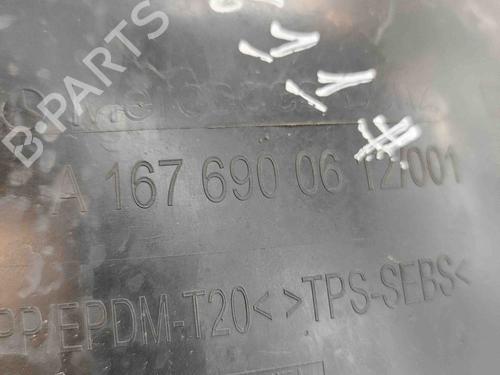 B-PARTS
A 167 690 06 12/001
PP/EPDM-T20< >TPS-SEBS<